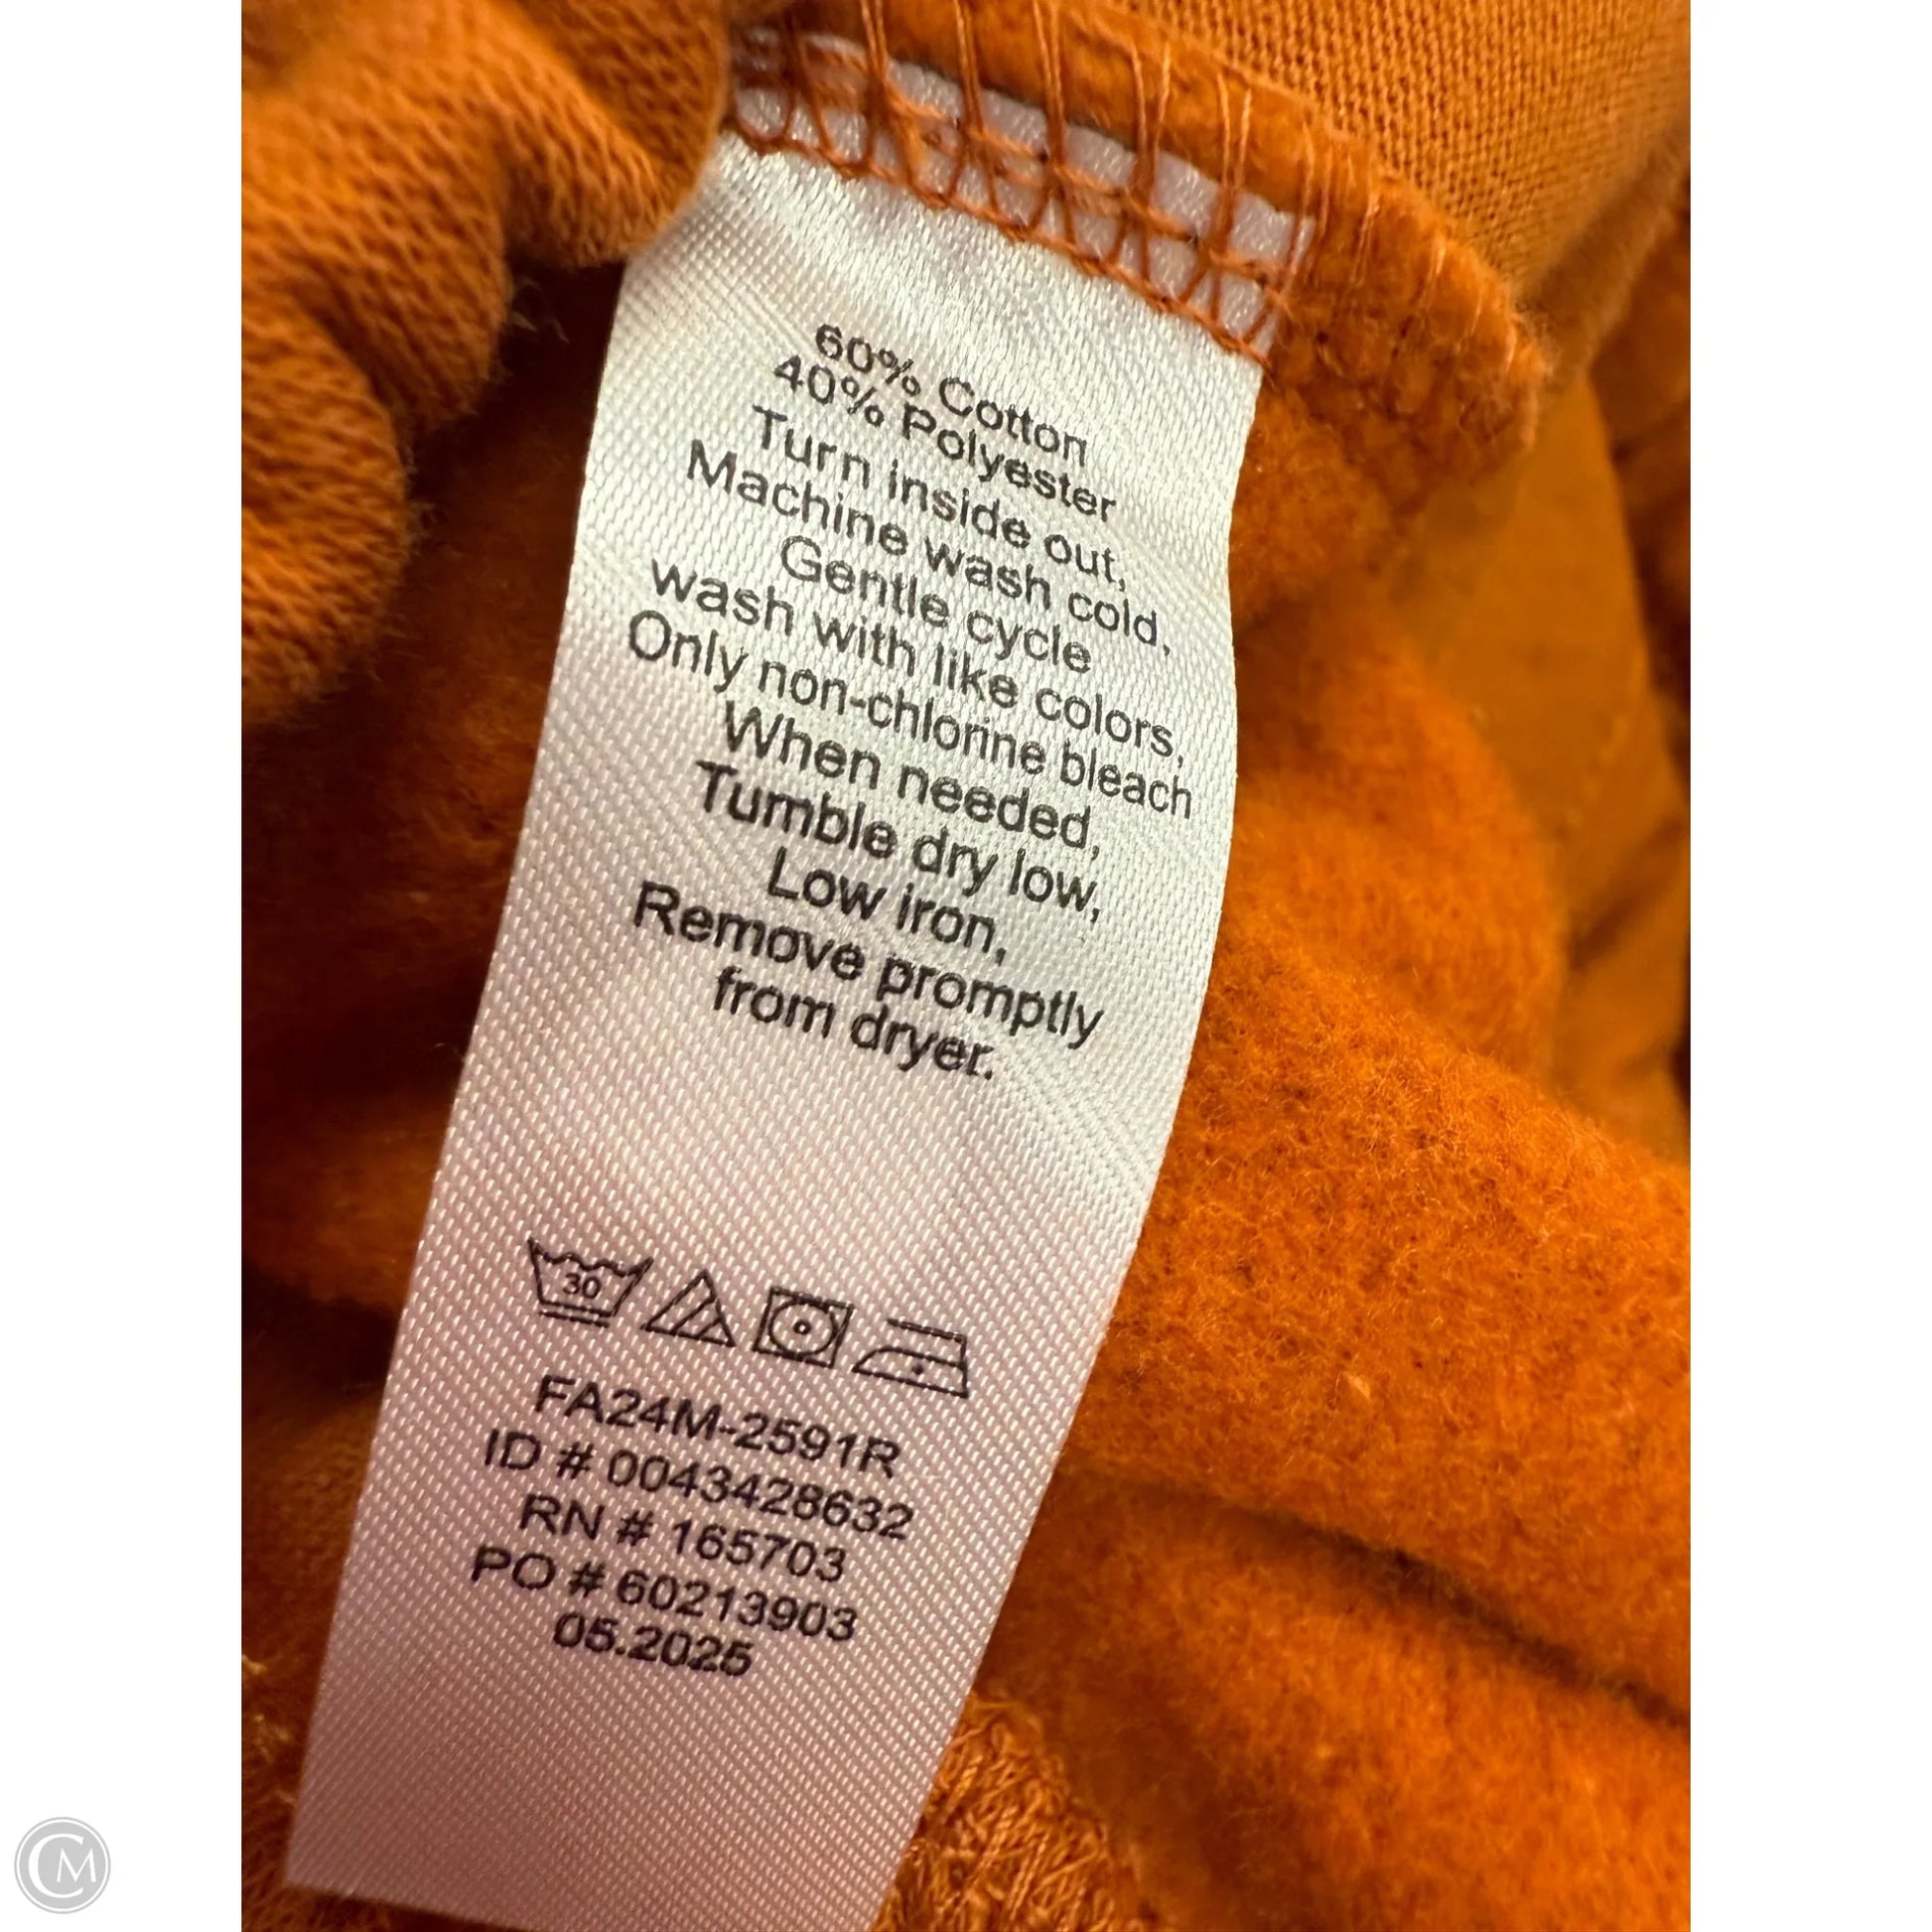 60% Cotton
40% Polyester
Turn inside out,
Machine wash cold,
Gentle cycle
wash with like colors,
Only non-chlorine bleach
When needed,
Tumble dry low,
Low iron,
Remove promptly
from dryer.
30
FA24M-2591R
ID # 0043428632
RN # 165703
PO # 60213903
05.2025
CM